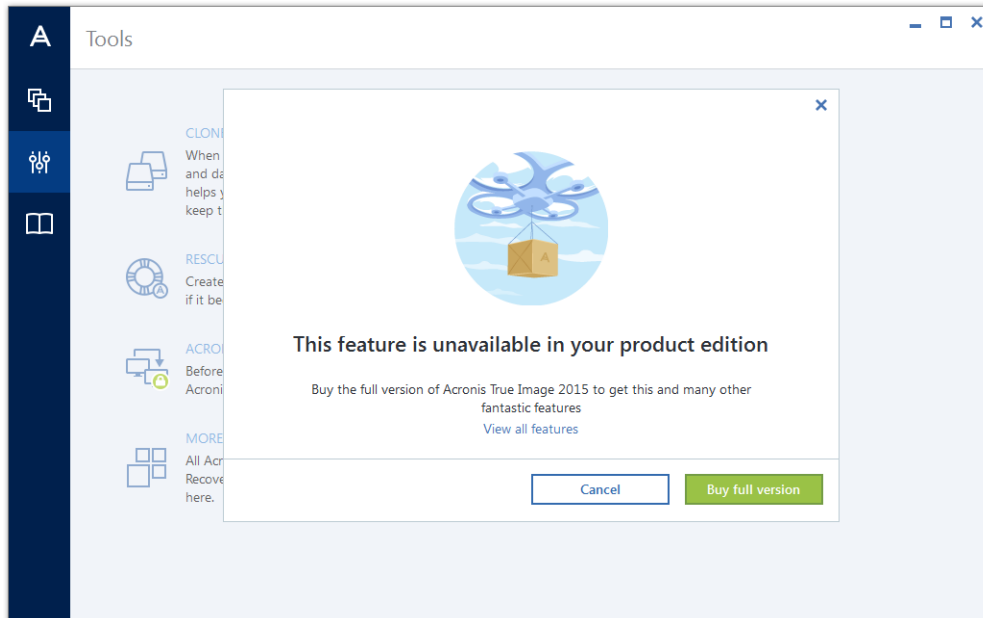 Tools
CLON
When
and da
helps y
keep t
RESCU
Create
if it be
ACRO
Before
Acroni
MORE
All Acr
Recove
here.
This feature is unavailable in your product edition
Buy the full version of Acronis True Image 2015 to get this and many other
fantastic features
View all features
Cancel
Buy full version